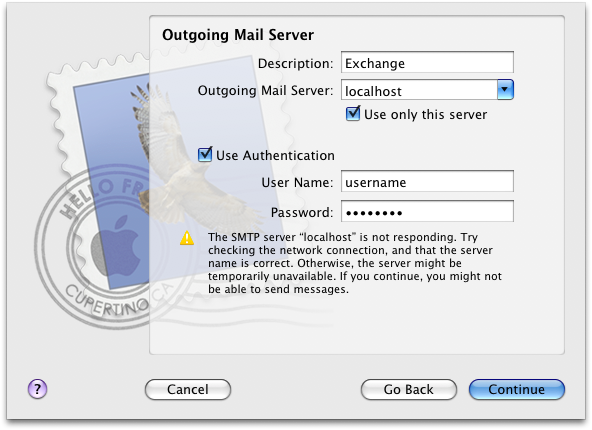 Outgoing Mail Server
Description: Exchange
Outgoing Mail Server: localhost
Use only this server
Use Authentication
User Name: username
Password: ••••••••
The SMTP server “localhost” is not responding. Try
checking the network connection, and that the server
name is correct. Otherwise, the server might be
temporarily unavailable. If you continue, you might not
be able to send messages.
HELLO FR
CUPERTINO CA
? Cancel Go Back Continue